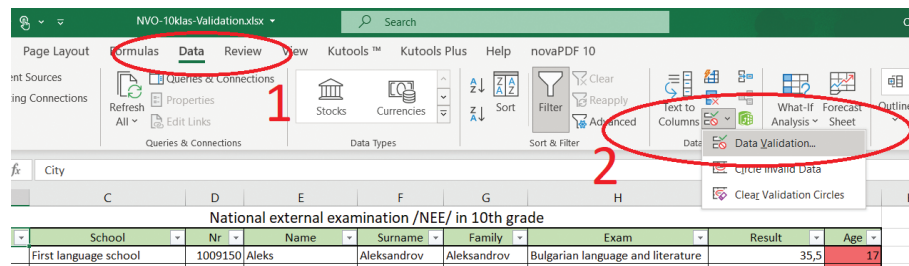 NVO-10klas-Validation.xlsx
Search
Page Layout Formulas Data Review View Kutools ™ Kutools Plus Help novaPDF 10
Queries & Connections
Properties
Edit Links
Refresh
All
Queries & Connections
1
Stocks
Currencies
Data Types
Sort
Filter
Clear
Reapply
Advanced
Sort & Filter
Text to
Columns
Data
What-If
Analysis
Forecast
Sheet
Outline
ing Connections
2
Data Validation...
Circle Invalid Data
Clear Validation Circles
fx City
C D E F G H
National external examination /NEE/ in 10th grade
School Nr Name Surname Family Exam Result Age
First language school 1009150 Aleks Aleksandrov Aleksandrov Bulgarian language and literature 35,5 17